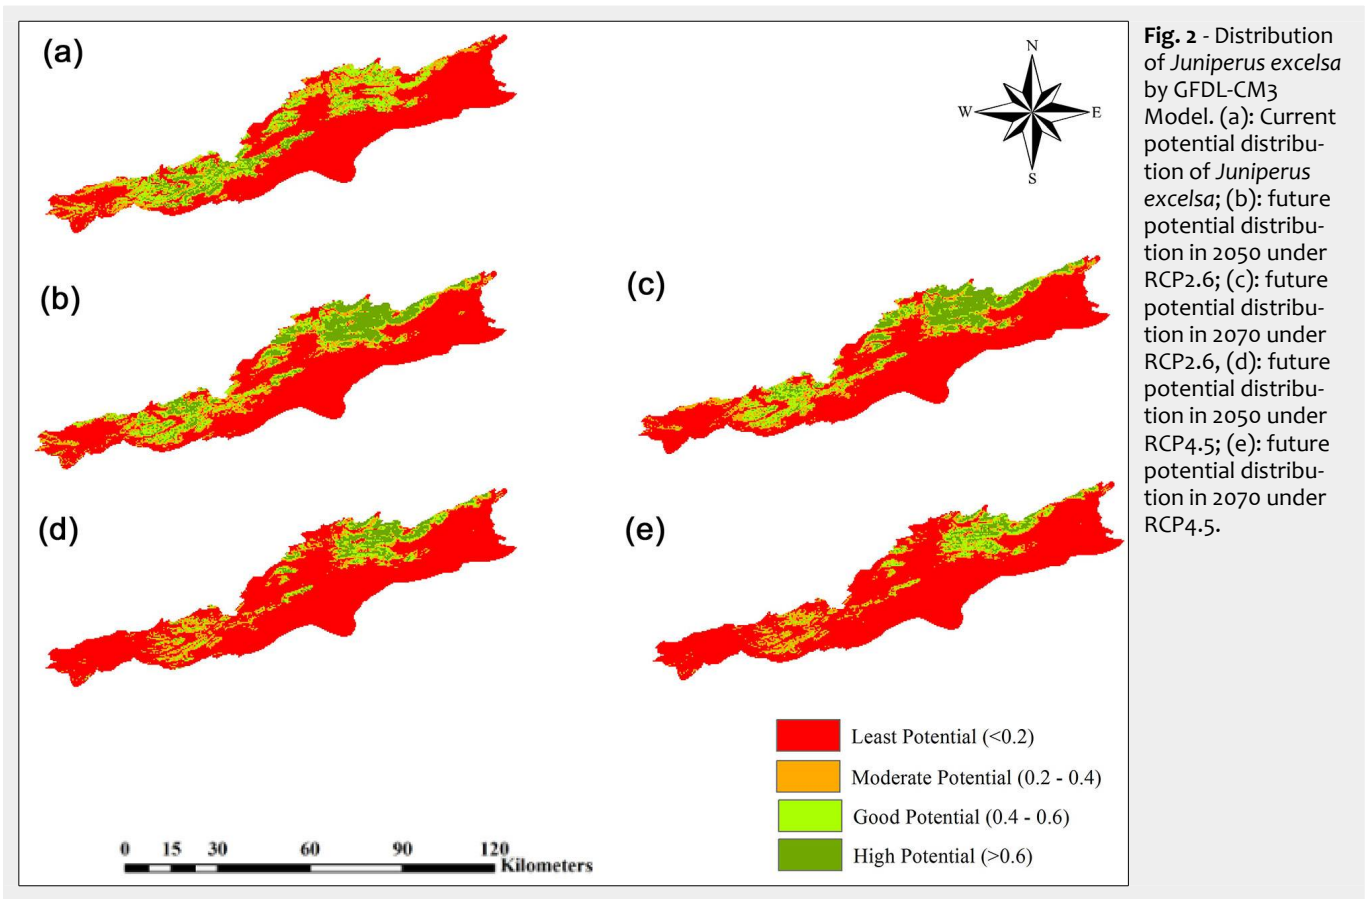 (a)
N
W
E
S
(b)
(c)
(d)
(e)
Least Potential (<0.2)
Moderate Potential (0.2 - 0.4)
Good Potential (0.4 - 0.6)
High Potential (>0.6)
0 15 30 60 90 120
Kilometers
Fig. 2 - Distribution
of Juniperus excelsa
by GFDL-CM3
Model. (a): Current
potential distribu-
tion of Juniperus
excelsa; (b): future
potential distribu-
tion in 2050 under
RCP2.6; (c): future
potential distribu-
tion in 2070 under
RCP2.6, (d): future
potential distribu-
tion in 2050 under
RCP4.5; (e): future
potential distribu-
tion in 2070 under
RCP4.5.